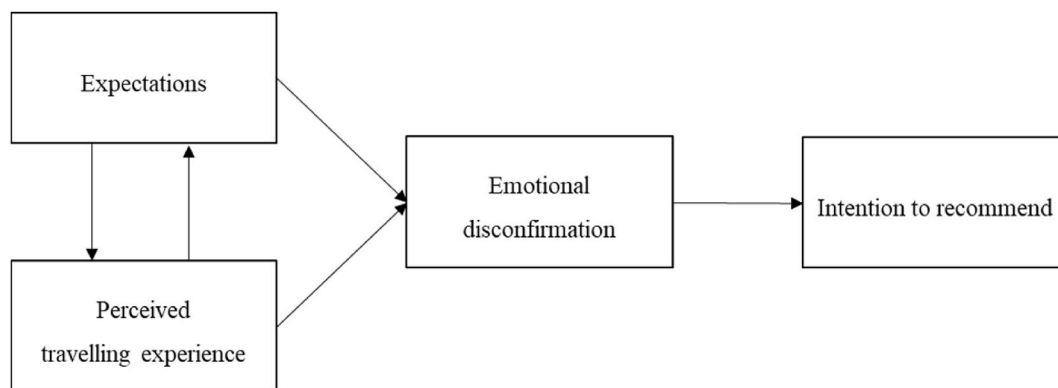 Expectations
Emotional
disconfirmation
Intention to recommend
Perceived
travelling experience